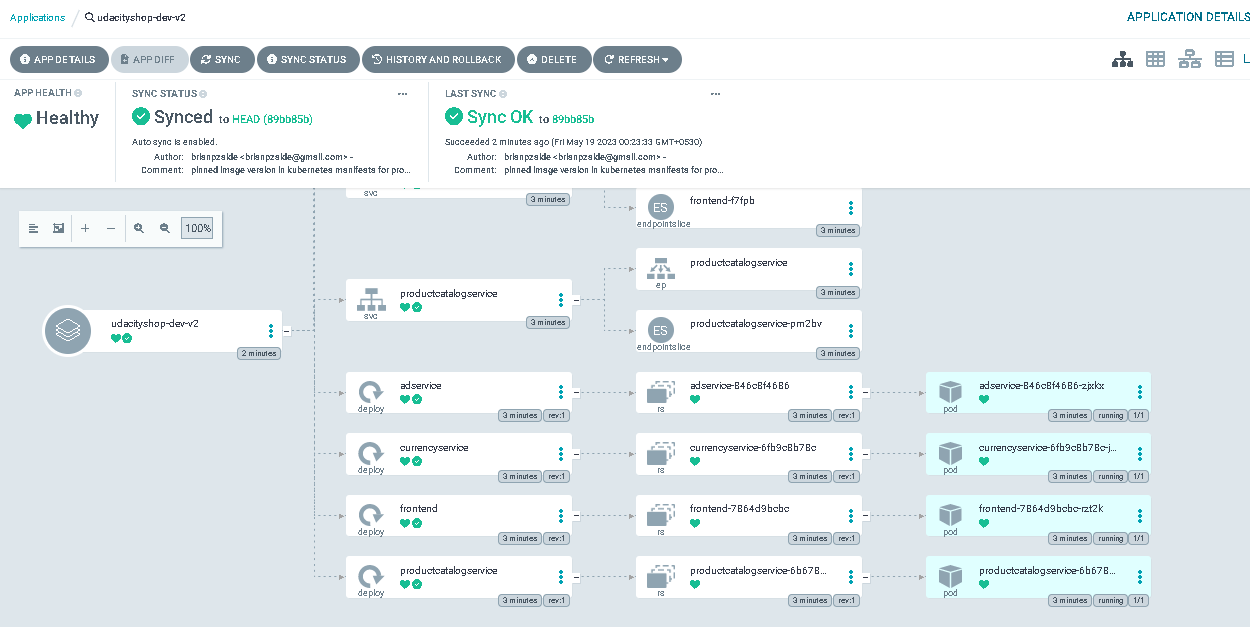 Applications / udacityshop-dev-v2
APPLICATION DETAILS
APP DETAILS
APP DIFF
SYNC
SYNC STATUS
HISTORY AND ROLLBACK
DELETE
REFRESH
APP HEALTH
Healthy
SYNC STATUS
Synced to HEAD (89bb85b)
Auto sync is enabled.
Author: brianpzaide <brianpzaide@gmail.com> -
Comment: pinned image version in kubernetes manifests for pro...
LAST SYNC
Sync OK to 89bb85b
Succeeded 2 minutes ago (Fri May 19 2023 00:23:33 GMT+0530)
Author: brianpzaide <brianpzaide@gmail.com> -
Comment: pinned image version in kubernetes manifests for pro...
100%
svc
3 minutes
ES
endpointslice
frontend-f7fpb
3 minutes
udacityshop-dev-v2
2 minutes
svc
productcatalogservice
3 minutes
ep
productcatalogservice
3 minutes
ES
endpointslice
productcatalogservice-pm2bv
3 minutes
deploy
adservice
3 minutes rev:1
rs
adservice-846c8f4686
3 minutes rev:1
pod
adservice-846c8f4686-zjxkx
3 minutes running 1/1
deploy
currencyservice
3 minutes rev:1
rs
currencyservice-6fb9c8b78c
3 minutes rev:1
pod
currencyservice-6fb9c8b78c-j...
3 minutes running 1/1
deploy
frontend
3 minutes rev:1
rs
frontend-7864d9bcbc
3 minutes rev:1
pod
frontend-7864d9bcbc-rzt2k
3 minutes running 1/1
deploy
productcatalogservice
3 minutes rev:1
rs
productcatalogservice-6b678...
3 minutes rev:1
pod
productcatalogservice-6b678...
3 minutes running 1/1